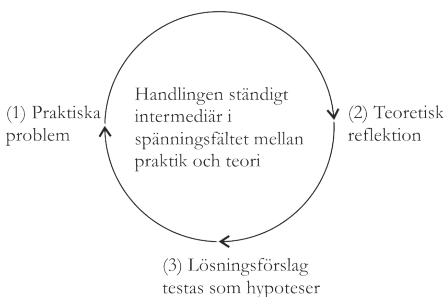 Handlingen ständigt
intermediär i
spänningsfältet mellan
praktik och teori
(1) Praktiska
problem
(2) Teoretisk
reflektion
(3) Lösningsförslag
testas som hypoteser